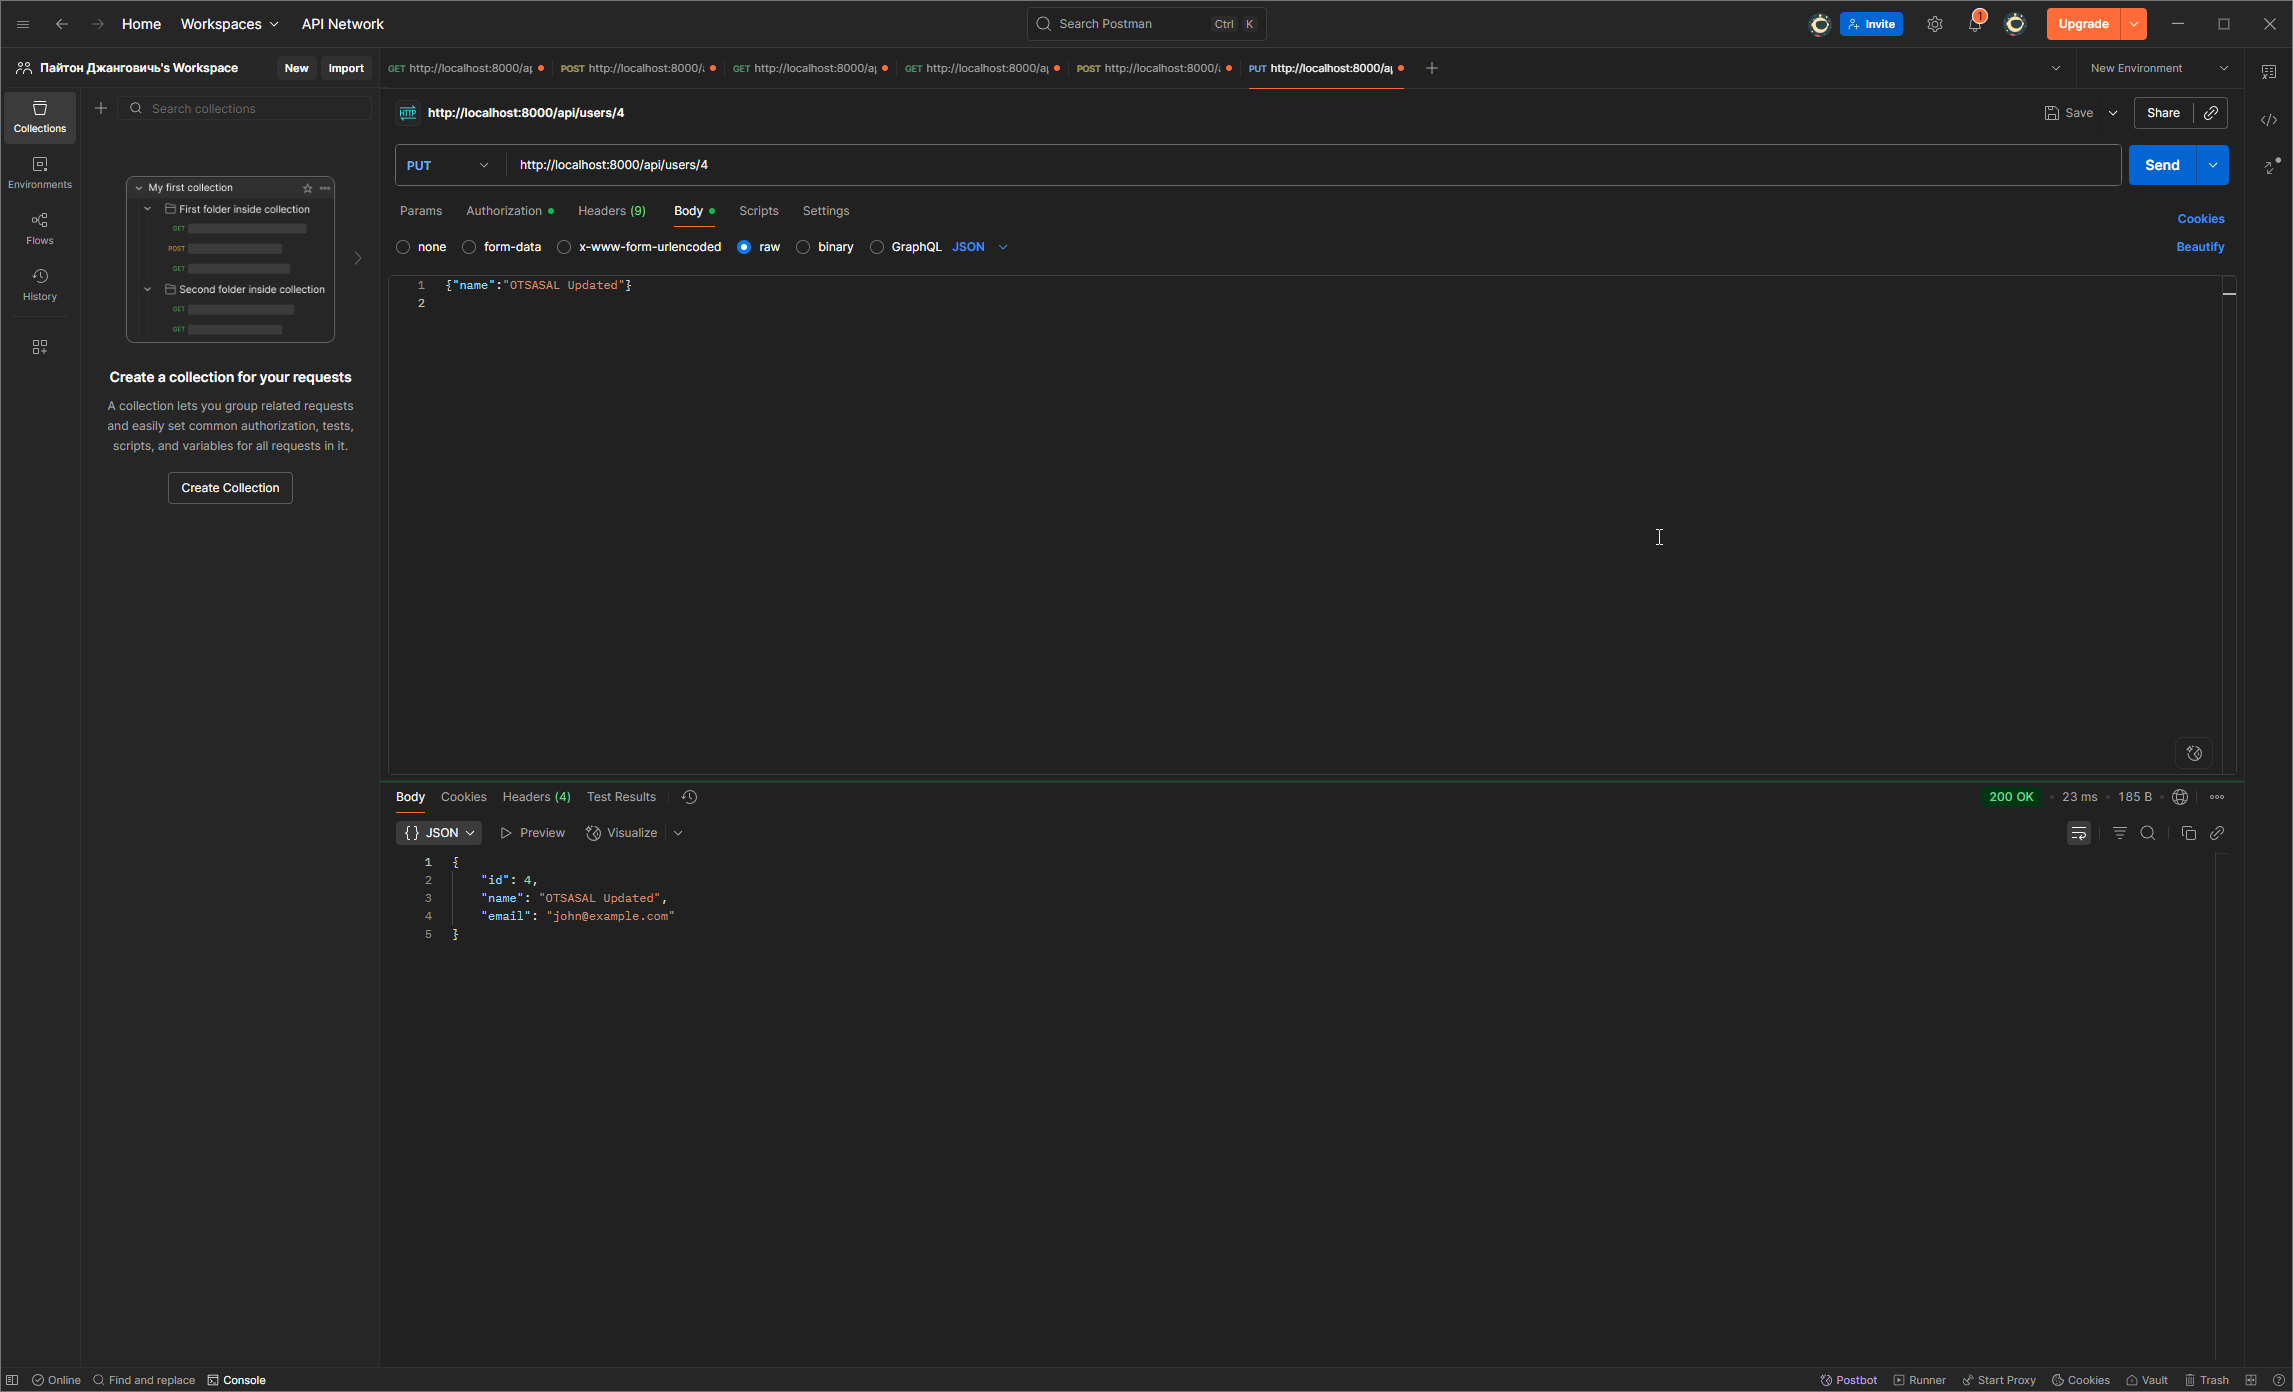 Home Workspaces API Network Search Postman Ctrl K Invite 1 Upgrade
Пайтон Джанговичь's Workspace New Import GET http://localhost:8000/a POST http://localhost:8000/ GET http://localhost:8000/a GET http://localhost:8000/a POST http://localhost:8000/ PUT http://localhost:8000/a New Environment
Collections
Environments
Flows
History
Search collections
My first collection
First folder inside collection
GET
POST
GET
Second folder inside collection
GET
GET
Create a collection for your requests
A collection lets you group related requests
and easily set common authorization, tests,
scripts, and variables for all requests in it.
Create Collection
HTTP http://localhost:8000/api/users/4 Save Share
PUT http://localhost:8000/api/users/4 Send
Params Authorization Headers (9) Body Scripts Settings Cookies
none form-data x-www-form-urlencoded raw binary GraphQL JSON Beautify
1 {"name":"OTSASAL Updated"}
2
Body Cookies Headers (4) Test Results 200 OK 23 ms 185 B
{} JSON Preview Visualize
1 {
2 "id": 4,
3 "name": "OTSASAL Updated",
4 "email": "john@example.com"
5 }
Online Find and replace Console Postbot Runner Start Proxy Cookies Vault Trash